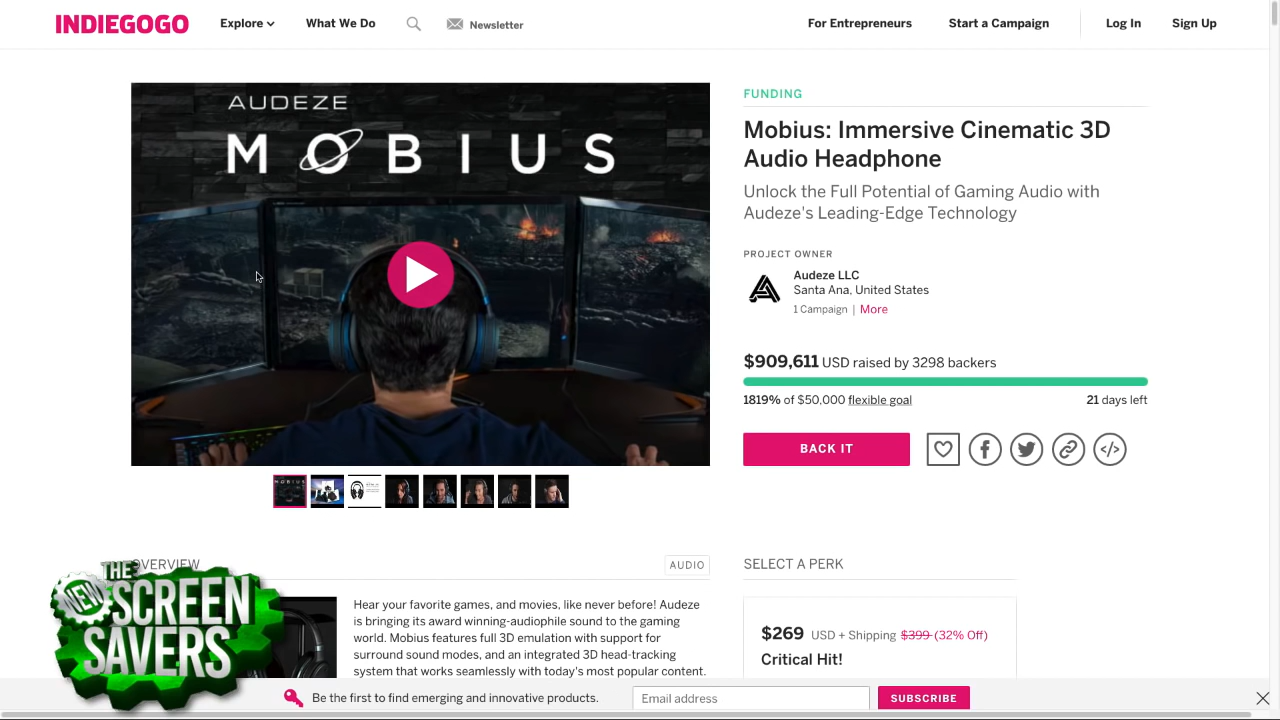 INDIEGOGO
Explore
What We Do
Newsletter
For Entrepreneurs
Start a Campaign
Log In
Sign Up
AUDEZE
MOBIUS
FUNDING
Mobius: Immersive Cinematic 3D
Audio Headphone
Unlock the Full Potential of Gaming Audio with
Audeze's Leading-Edge Technology
PROJECT OWNER
Audeze LLC
Santa Ana, United States
1 Campaign | More
$909,611 USD raised by 3298 backers
1819% of $50,000 flexible goal
21 days left
BACK IT
MOBIUS
OVERVIEW
AUDIO
Hear your favorite games, and movies, like never before! Audeze
is bringing its award winning-audiophile sound to the gaming
world. Mobius features full 3D emulation with support for
surround sound modes, and an integrated 3D head-tracking
system that works seamlessly with today's most popular content.
SELECT A PERK
$269 USD + Shipping $399 (32% Off)
Critical Hit!
THE
NEW
SCREEN
SAVERS
Be the first to find emerging and innovative products.
Email address
SUBSCRIBE